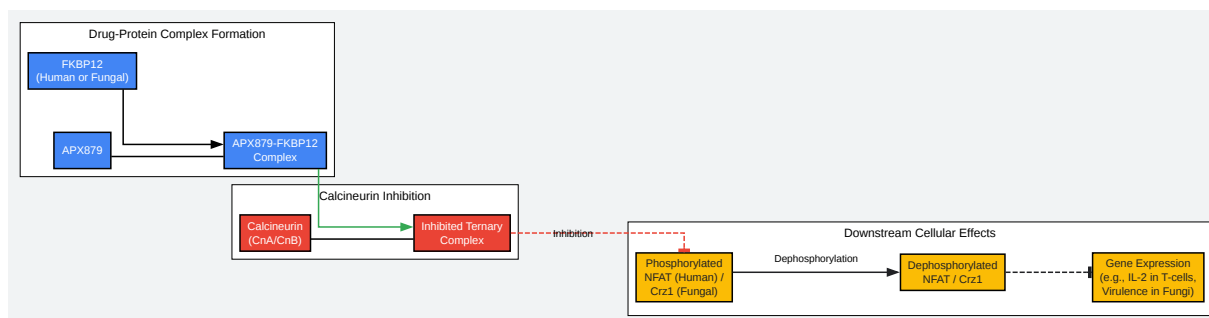 Drug-Protein Complex Formation
FKBP12
(Human or Fungal)
APX879
APX879-FKBP12
Complex
Calcineurin Inhibition
Calcineurin
(CnA/CnB)
Inhibited Ternary
Complex
Inhibition
Downstream Cellular Effects
Phosphorylated
NFAT (Human) /
Crz1 (Fungal)
Dephosphorylation
Dephosphorylated
NFAT / Crz1
Gene Expression
(e.g., IL-2 in T-cells,
Virulence in Fungi)